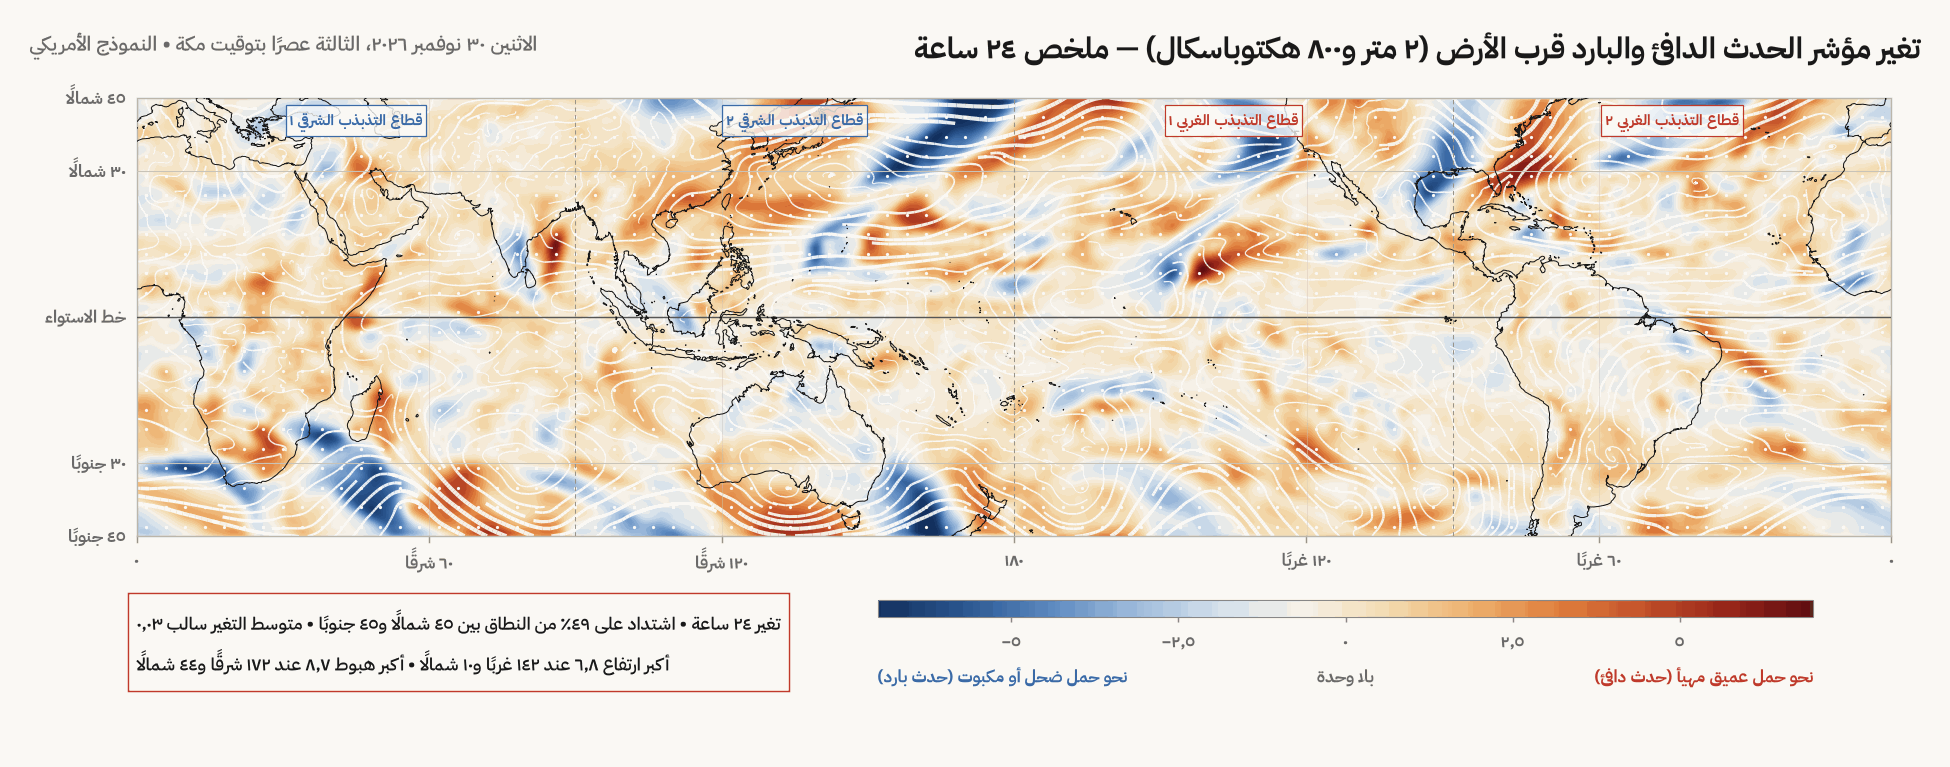 تغير مؤشر الحدث الدافئ والبارد قرب الأرض (٢ متر و٨٠٠ هكتوباسكال) — ملخص ٢٤ ساعة
الاثنين ٣٠ نوفمبر ٢٠٢٦، الثالثة عصرًا بتوقيت مكة • النموذج الأمريكي
قطاع التذبذب الشرقي ١
قطاع التذبذب الشرقي ٢
قطاع التذبذب الغربي ١
قطاع التذبذب الغربي ٢
٤٥ شمالًا
٣٠ شمالًا
خط الاستواء
٣٠ جنوبًا
٤٥ جنوبًا
٠
٦٠ شرقًا
١٢٠ شرقًا
١٨٠
١٢٠ غربًا
٦٠ غربًا
٠
تغير ٢٤ ساعة • اشتداد على ٤٩٪ من النطاق بين ٤٥ شمالًا و٤٥ جنوبًا • متوسط التغير سالب ٠,٠٣
أكبر ارتفاع ٦,٨ عند ١٤٢ غربًا و١٠ شمالًا • أكبر هبوط ٨,٧ عند ١٧٢ شرقًا و٤٤ شمالًا
−٥
−٢,٥
٠
٢,٥
٥
نحو حمل ضحل أو مكبوت (حدث بارد)
بلا وحدة
نحو حمل عميق مهيأ (حدث دافئ)